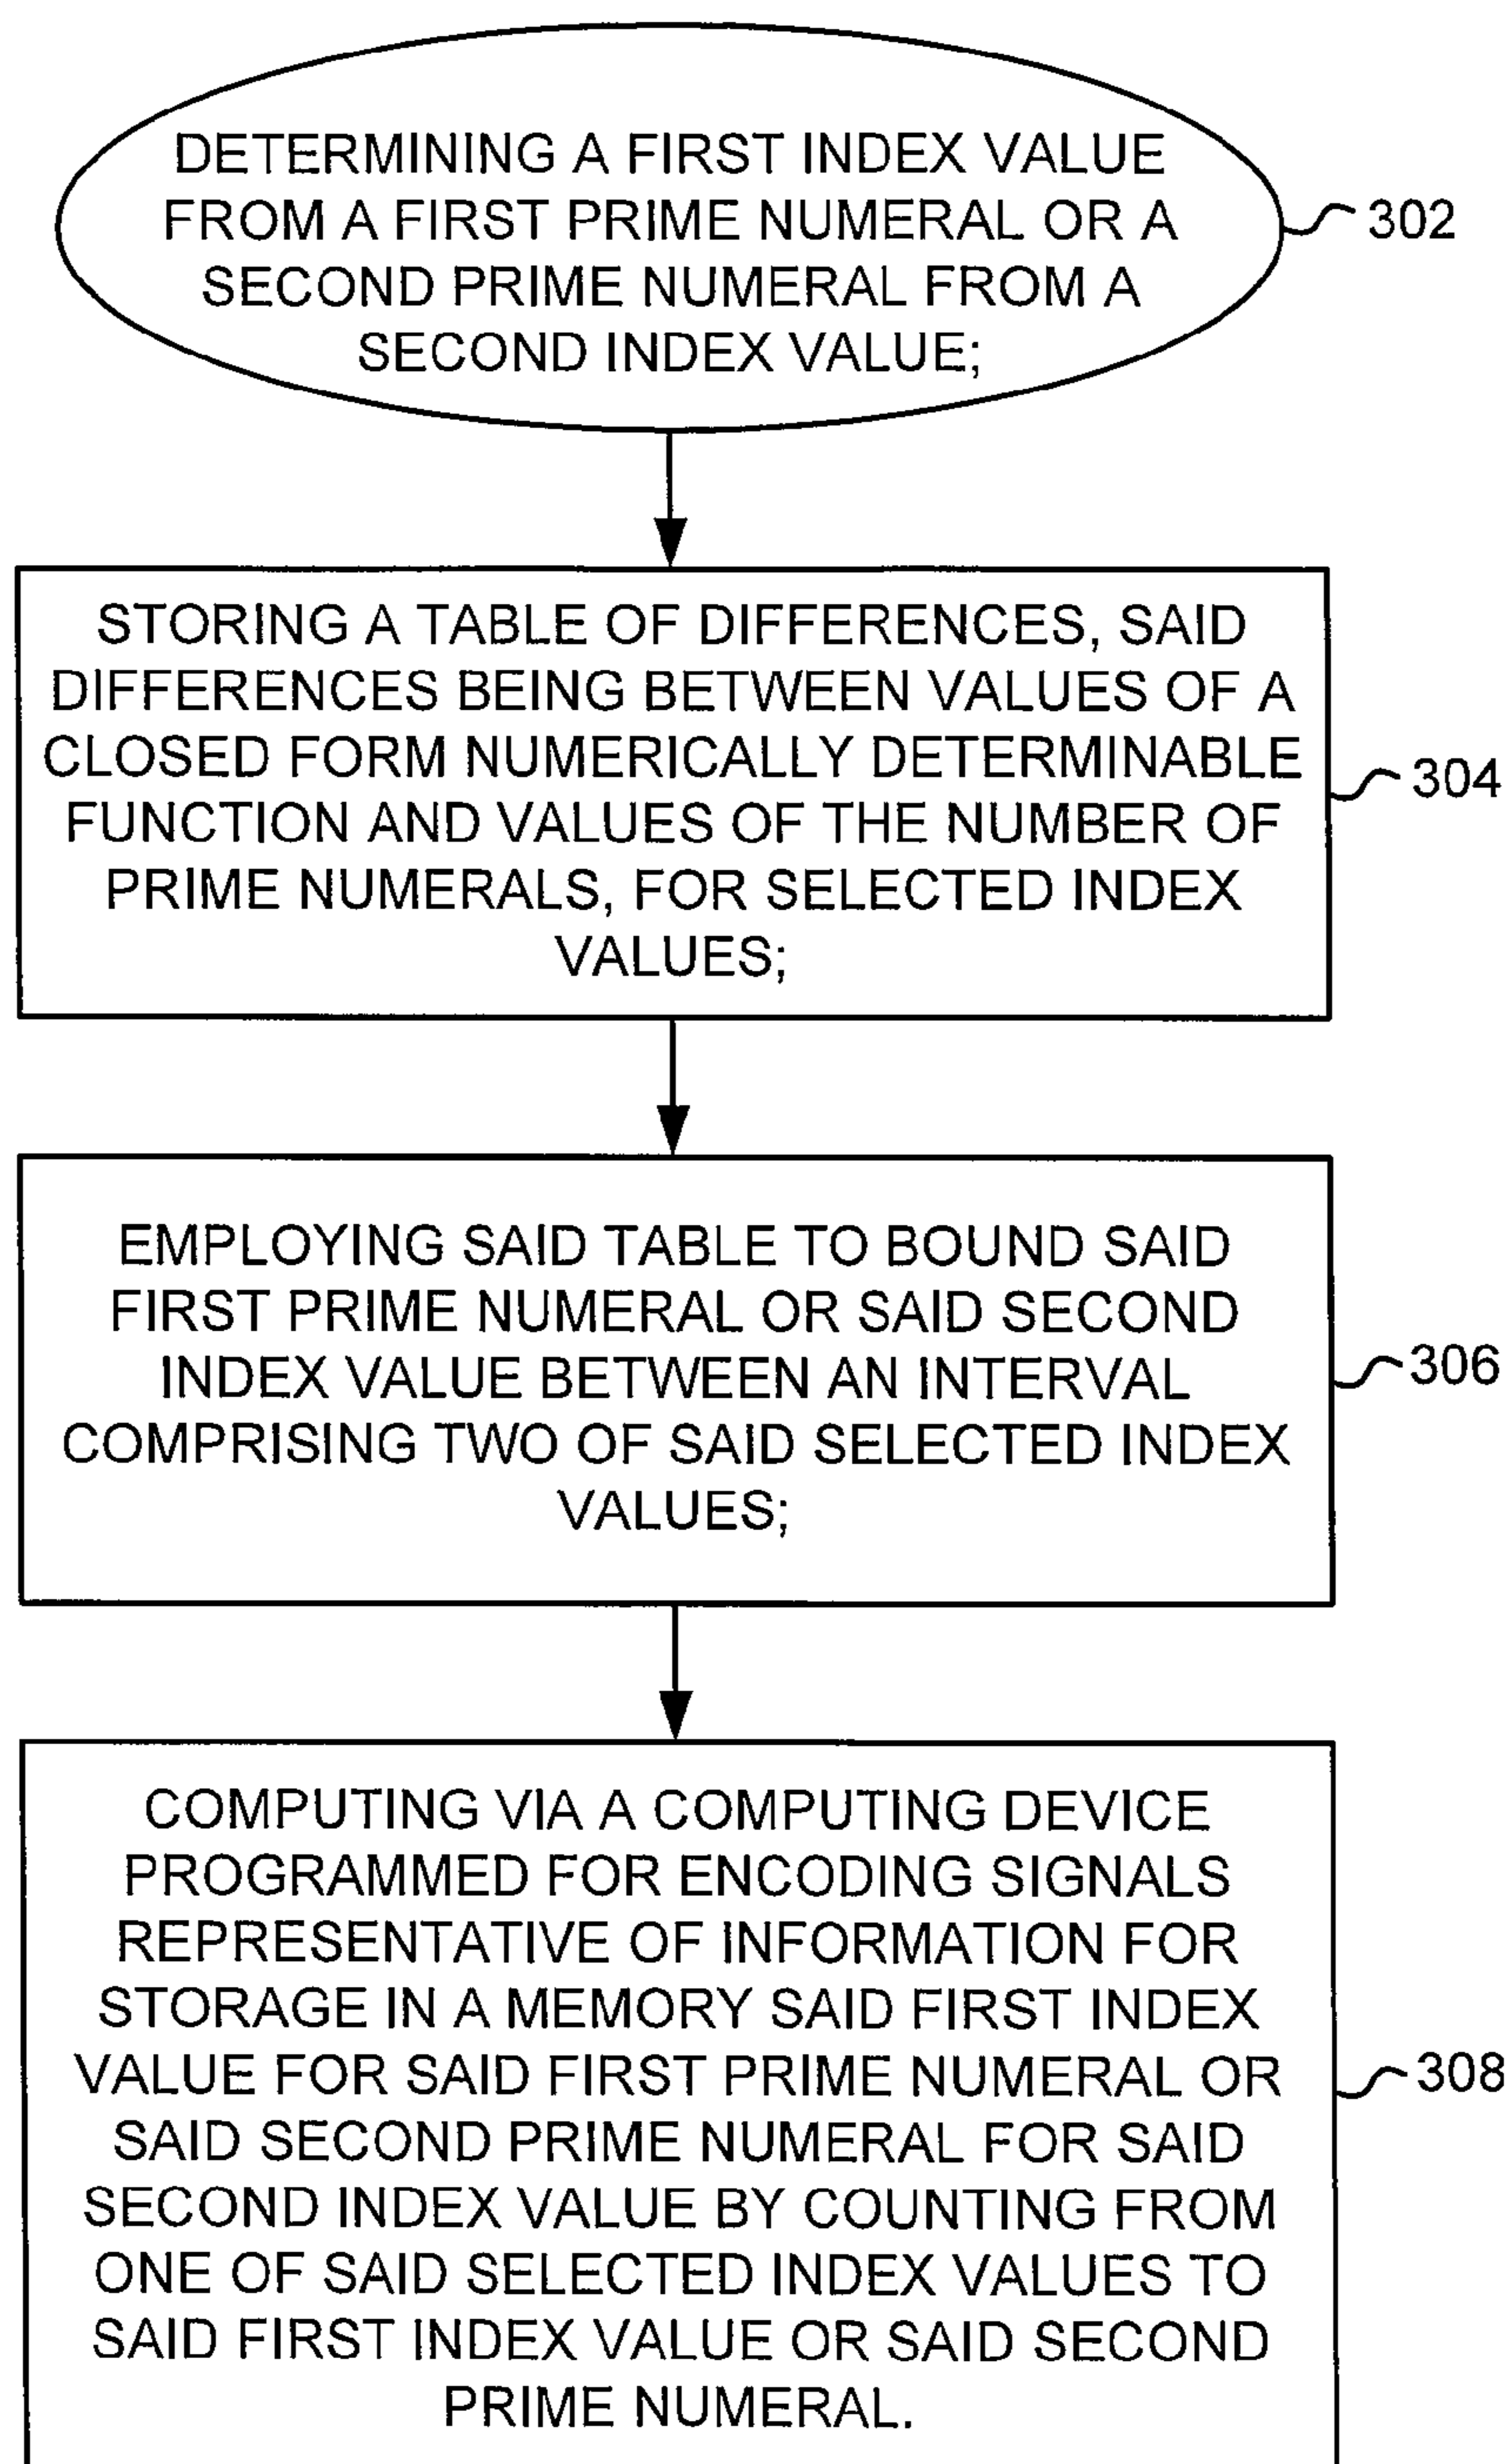 DETERMINING A FIRST INDEX VALUE
FROM A FIRST PRIME NUMERAL OR A
SECOND PRIME NUMERAL FROM A
SECOND INDEX VALUE;
302
STORING A TABLE OF DIFFERENCES, SAID
DIFFERENCES BEING BETWEEN VALUES OF A
CLOSED FORM NUMERICALLY DETERMINABLE
FUNCTION AND VALUES OF THE NUMBER OF
PRIME NUMERALS, FOR SELECTED INDEX
VALUES;
304
EMPLOYING SAID TABLE TO BOUND SAID
FIRST PRIME NUMERAL OR SAID SECOND
INDEX VALUE BETWEEN AN INTERVAL
COMPRISING TWO OF SAID SELECTED INDEX
VALUES;
306
COMPUTING VIA A COMPUTING DEVICE
PROGRAMMED FOR ENCODING SIGNALS
REPRESENTATIVE OF INFORMATION FOR
STORAGE IN A MEMORY SAID FIRST INDEX
VALUE FOR SAID FIRST PRIME NUMERAL OR
SAID SECOND PRIME NUMERAL FOR SAID
SECOND INDEX VALUE BY COUNTING FROM
ONE OF SAID SELECTED INDEX VALUES TO
SAID FIRST INDEX VALUE OR SAID SECOND
PRIME NUMERAL.
308